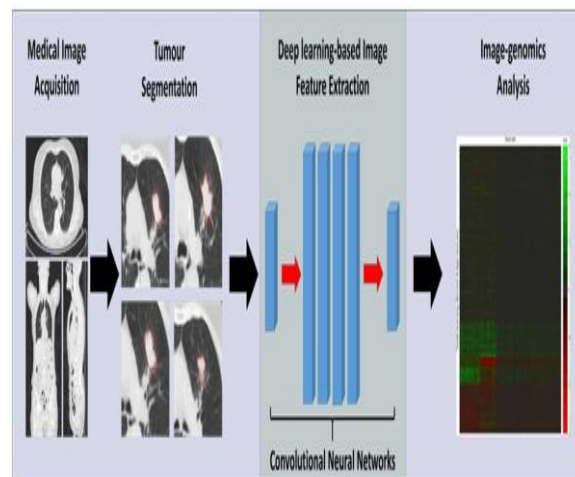 Medical Image
Acquisition
Tumour
Segmentation
Deep learning-based Image
Feature Extraction
Image-genomics
Analysis
Convolutional Neural Networks